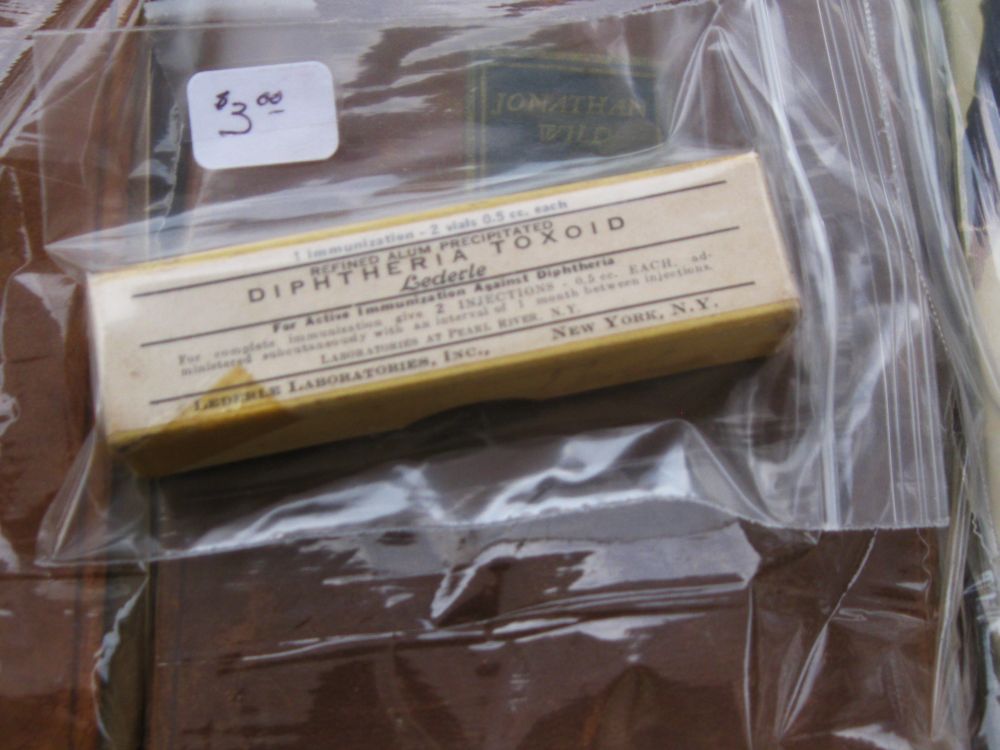 $3.00
JONATHAN
WILD
1 immunization - 2 vials 0.5 cc. each
REFINED ALUM PRECIPITATED
DIPHTHERIA TOXOID
Lederle
For Active Immunization Against Diphtheria
For complete immunization, give 2 INJECTIONS - 0.5 cc. EACH, ad-
ministered subcutaneously with an interval of 1 month between injections.
LABORATORIES AT PEARL RIVER, N.Y.
LEDERLE LABORATORIES, INC., NEW YORK, N.Y.